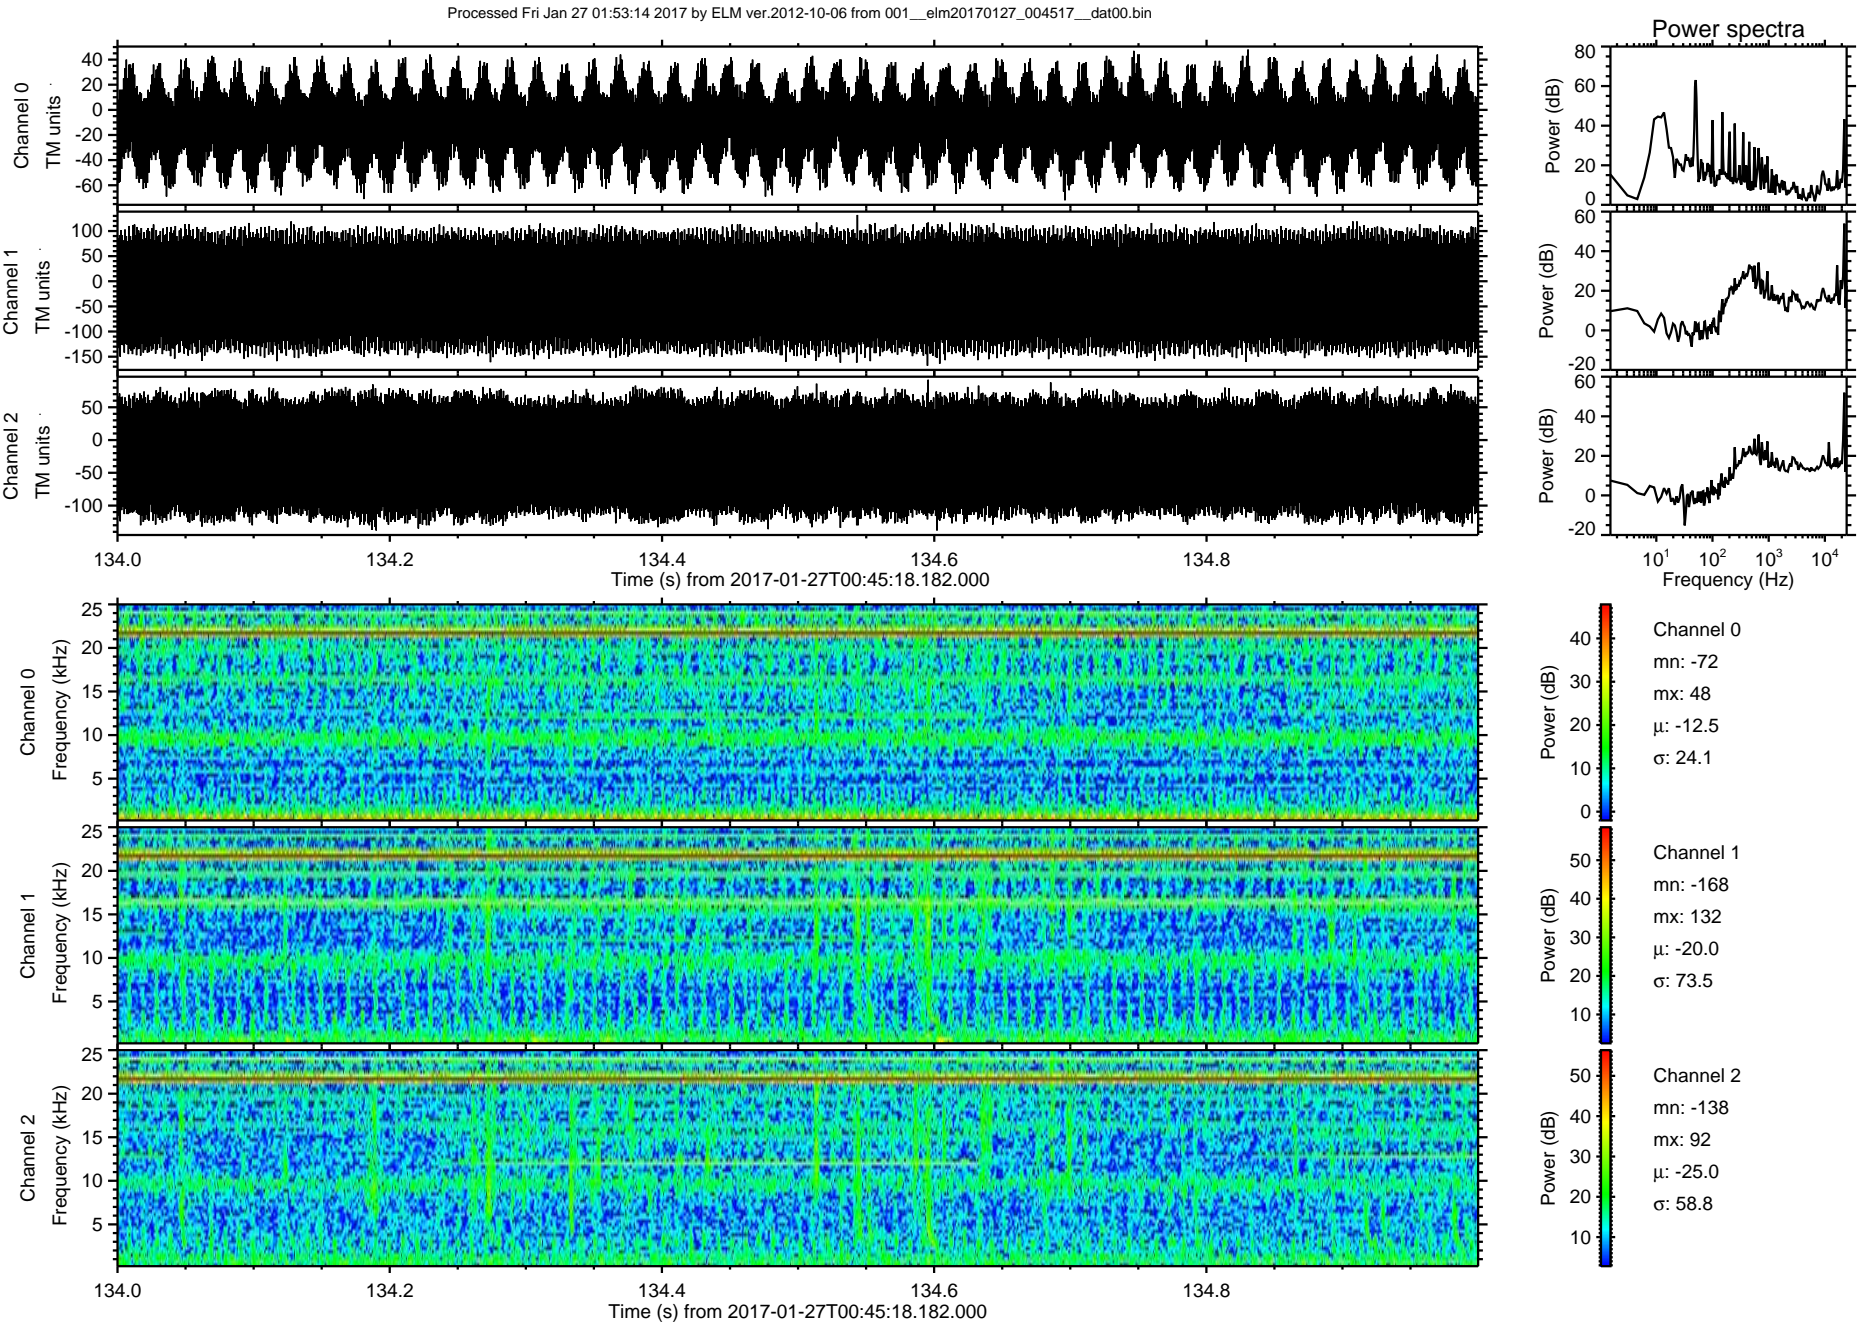 Processed Fri Jan 27 01:53:14 2017 by ELM ver.2012-10-06 from 001__elm20170127_004517__dat00.bin
Power spectra
Channel 0
TM units
40
20
0
-20
-40
-60
Power (dB)
80
60
40
20
0
Channel 1
TM units
100
50
0
-50
-100
-150
Power (dB)
60
40
20
0
-20
Channel 2
TM units
50
0
-50
-100
Power (dB)
60
40
20
0
-20
134.0 134.2 134.4 134.6 134.8
Time (s) from 2017-01-27T00:45:18.182.000
10^1 10^2 10^3 10^4
Frequency (Hz)
Channel 0
Frequency (kHz)
25
20
15
10
5
Power (dB)
40
30
20
10
0
Channel 0
mn: -72
mx: 48
μ: -12.5
σ: 24.1
Channel 1
Frequency (kHz)
25
20
15
10
5
Power (dB)
50
40
30
20
10
Channel 1
mn: -168
mx: 132
μ: -20.0
σ: 73.5
Channel 2
Frequency (kHz)
25
20
15
10
5
Power (dB)
50
40
30
20
10
Channel 2
mn: -138
mx: 92
μ: -25.0
σ: 58.8
134.0 134.2 134.4 134.6 134.8
Time (s) from 2017-01-27T00:45:18.182.000